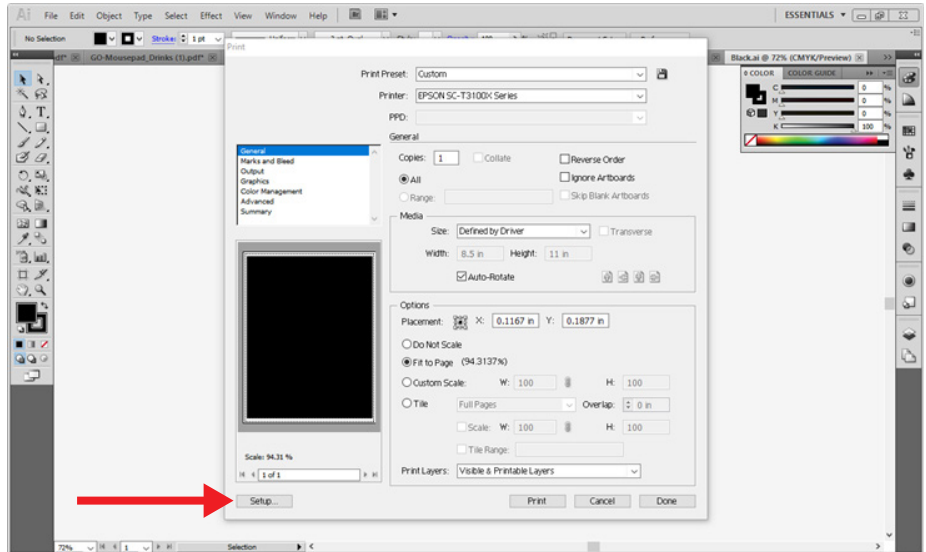 Ai File Edit Object Type Select Effect View Window Help Br ESSENTIALS
No Selection Stroke: 1 pt
GO-Mousepad_Drinks (1).pdf* Black.ai @ 72% (CMYK/Preview)
Print
Print Preset: Custom
Printer: EPSON SC-T3100X Series
PPD:
General
Marks and Bleed
Output
Graphics
Color Management
Advanced
Summary
General
Copies: 1 Collate Reverse Order
All Ignore Artboards
Range: Skip Blank Artboards
Media
Size: Defined by Driver Transverse
Width: 8.5 in Height: 11 in
Auto-Rotate
Options
Placement: X: 0.1167 in Y: 0.1877 in
Do Not Scale
Fit to Page (94.3137%)
Custom Scale: W: 100 H: 100
Tile Full Pages Overlap: 0 in
Scale: W: 100 H: 100
Tile Range:
Print Layers: Visible & Printable Layers
Scale: 94.31 %
1 of 1
Setup... Print Cancel Done
COLOR COLOR GUIDE
C 0 %
M 0 %
Y 0 %
K 100 %
72% 1 Selection